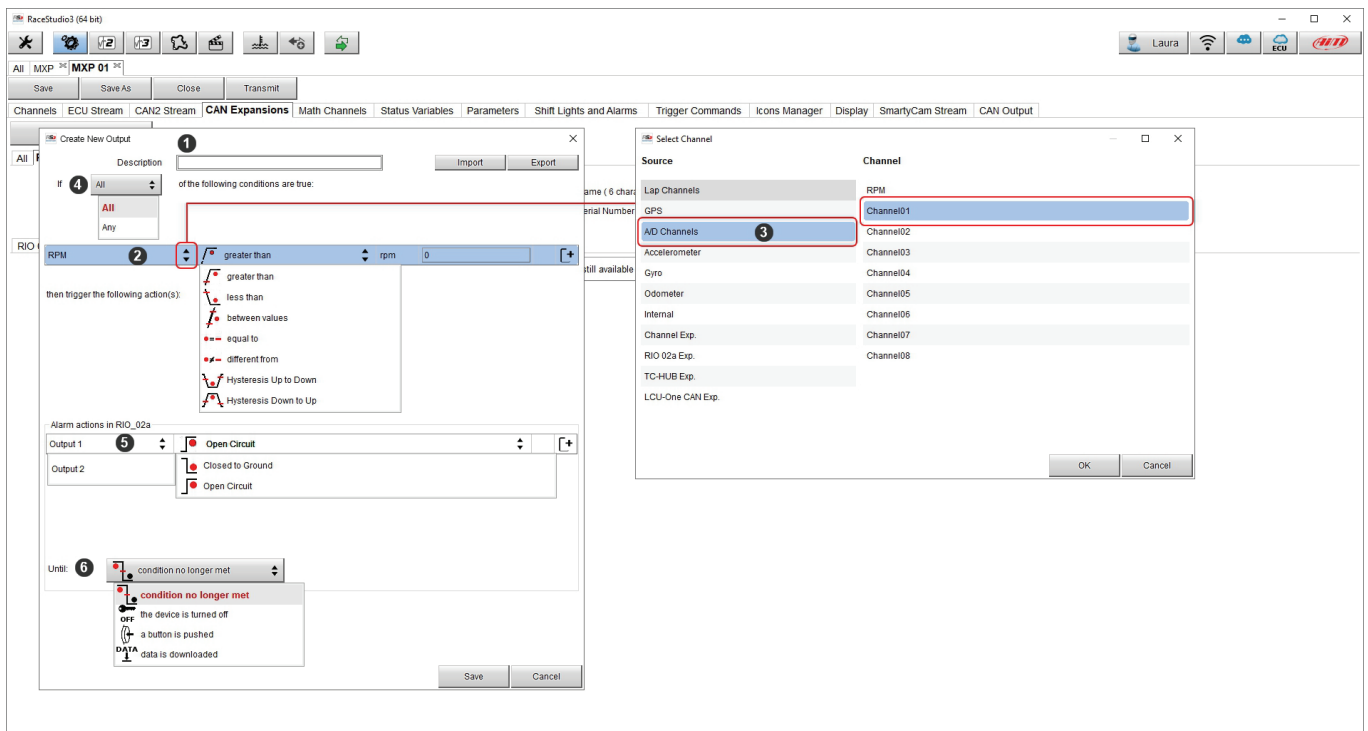 RaceStudio3 (64 bit)
Laura
ECU
AiM
All MXP MXP 01
Save Save As Close Transmit
Channels ECU Stream CAN2 Stream CAN Expansions Math Channels Status Variables Parameters Shift Lights and Alarms Trigger Commands Icons Manager Display SmartyCam Stream CAN Output
All
RIO
ame ( 6 chara
erial Number
still available
Create New Output
1
Description Import Export
If 4 All of the following conditions are true:
All
Any
RPM 2 greater than rpm 0
greater than
less than
between values
equal to
different from
Hysteresis Up to Down
Hysteresis Down to Up
then trigger the following action(s):
Alarm actions in RIO_02a
Output 1 5 Open Circuit
Output 2
Closed to Ground
Open Circuit
Until: 6 condition no longer met
condition no longer met
OFF the device is turned off
a button is pushed
DATA data is downloaded
Save Cancel
Select Channel
Source Channel
Lap Channels RPM
GPS Channel01
A/D Channels 3 Channel02
Accelerometer Channel03
Gyro Channel04
Odometer Channel05
Internal Channel06
Channel Exp. Channel07
RIO 02a Exp. Channel08
TC-HUB Exp.
LCU-One CAN Exp.
OK Cancel